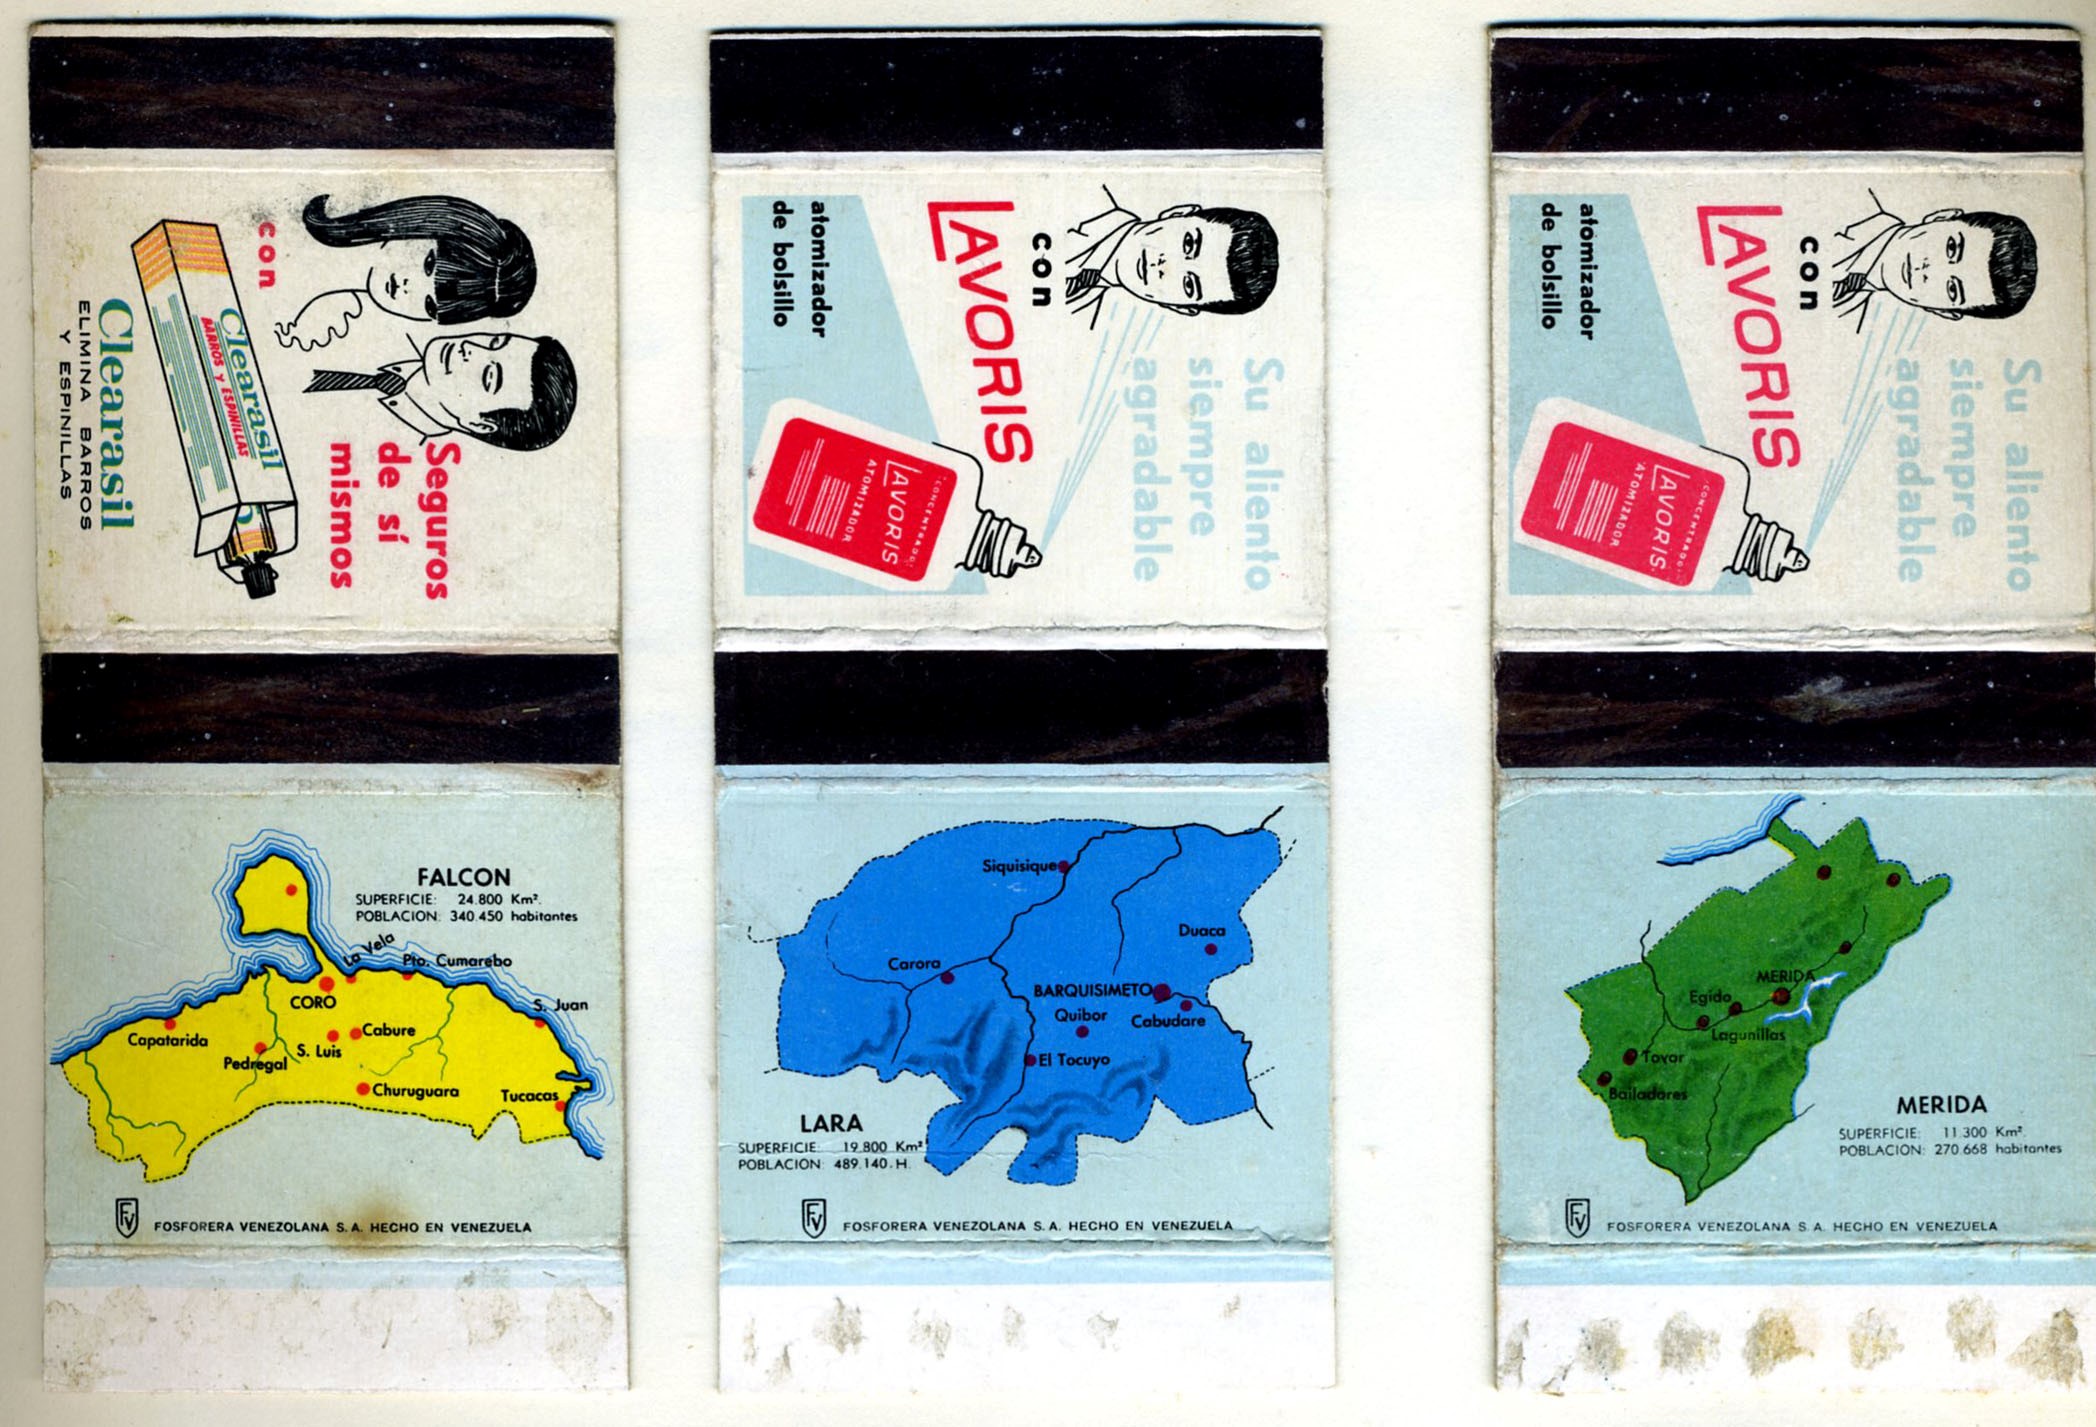 Seguros
de sí
mismos
con
Clearasil
BARROS Y ESPINILLAS
Clearasil
ELIMINA BARROS
Y ESPINILLAS
FALCON
SUPERFICIE: 24.800 Km².
POBLACION: 340.450 habitantes
La Vela
Pto. Cumarebo
CORO
S. Juan
Capatarida
Cabure
S. Luis
Pedregal
Churuguara
Tucacas
FV
FOSFORERA VENEZOLANA S.A. HECHO EN VENEZUELA
Su aliento
siempre
agradable
con
LAVORIS
atomizador
de bolsillo
CONCENTRADO
LAVORIS
ATOMIZADOR
Siquisique
Duaca
Carora
BARQUISIMETO
Quibor
Cabudare
El Tocuyo
LARA
SUPERFICIE: 19.800 Km²
POBLACION: 489.140.H.
FV
FOSFORERA VENEZOLANA S.A. HECHO EN VENEZUELA
Su aliento
siempre
agradable
con
LAVORIS
atomizador
de bolsillo
CONCENTRADO
LAVORIS
ATOMIZADOR
MERIDA
Egido
Lagunillas
Tovar
Bailadores
MERIDA
SUPERFICIE: 11.300 Km².
POBLACION: 270.668 habitantes
FV
FOSFORERA VENEZOLANA S.A. HECHO EN VENEZUELA